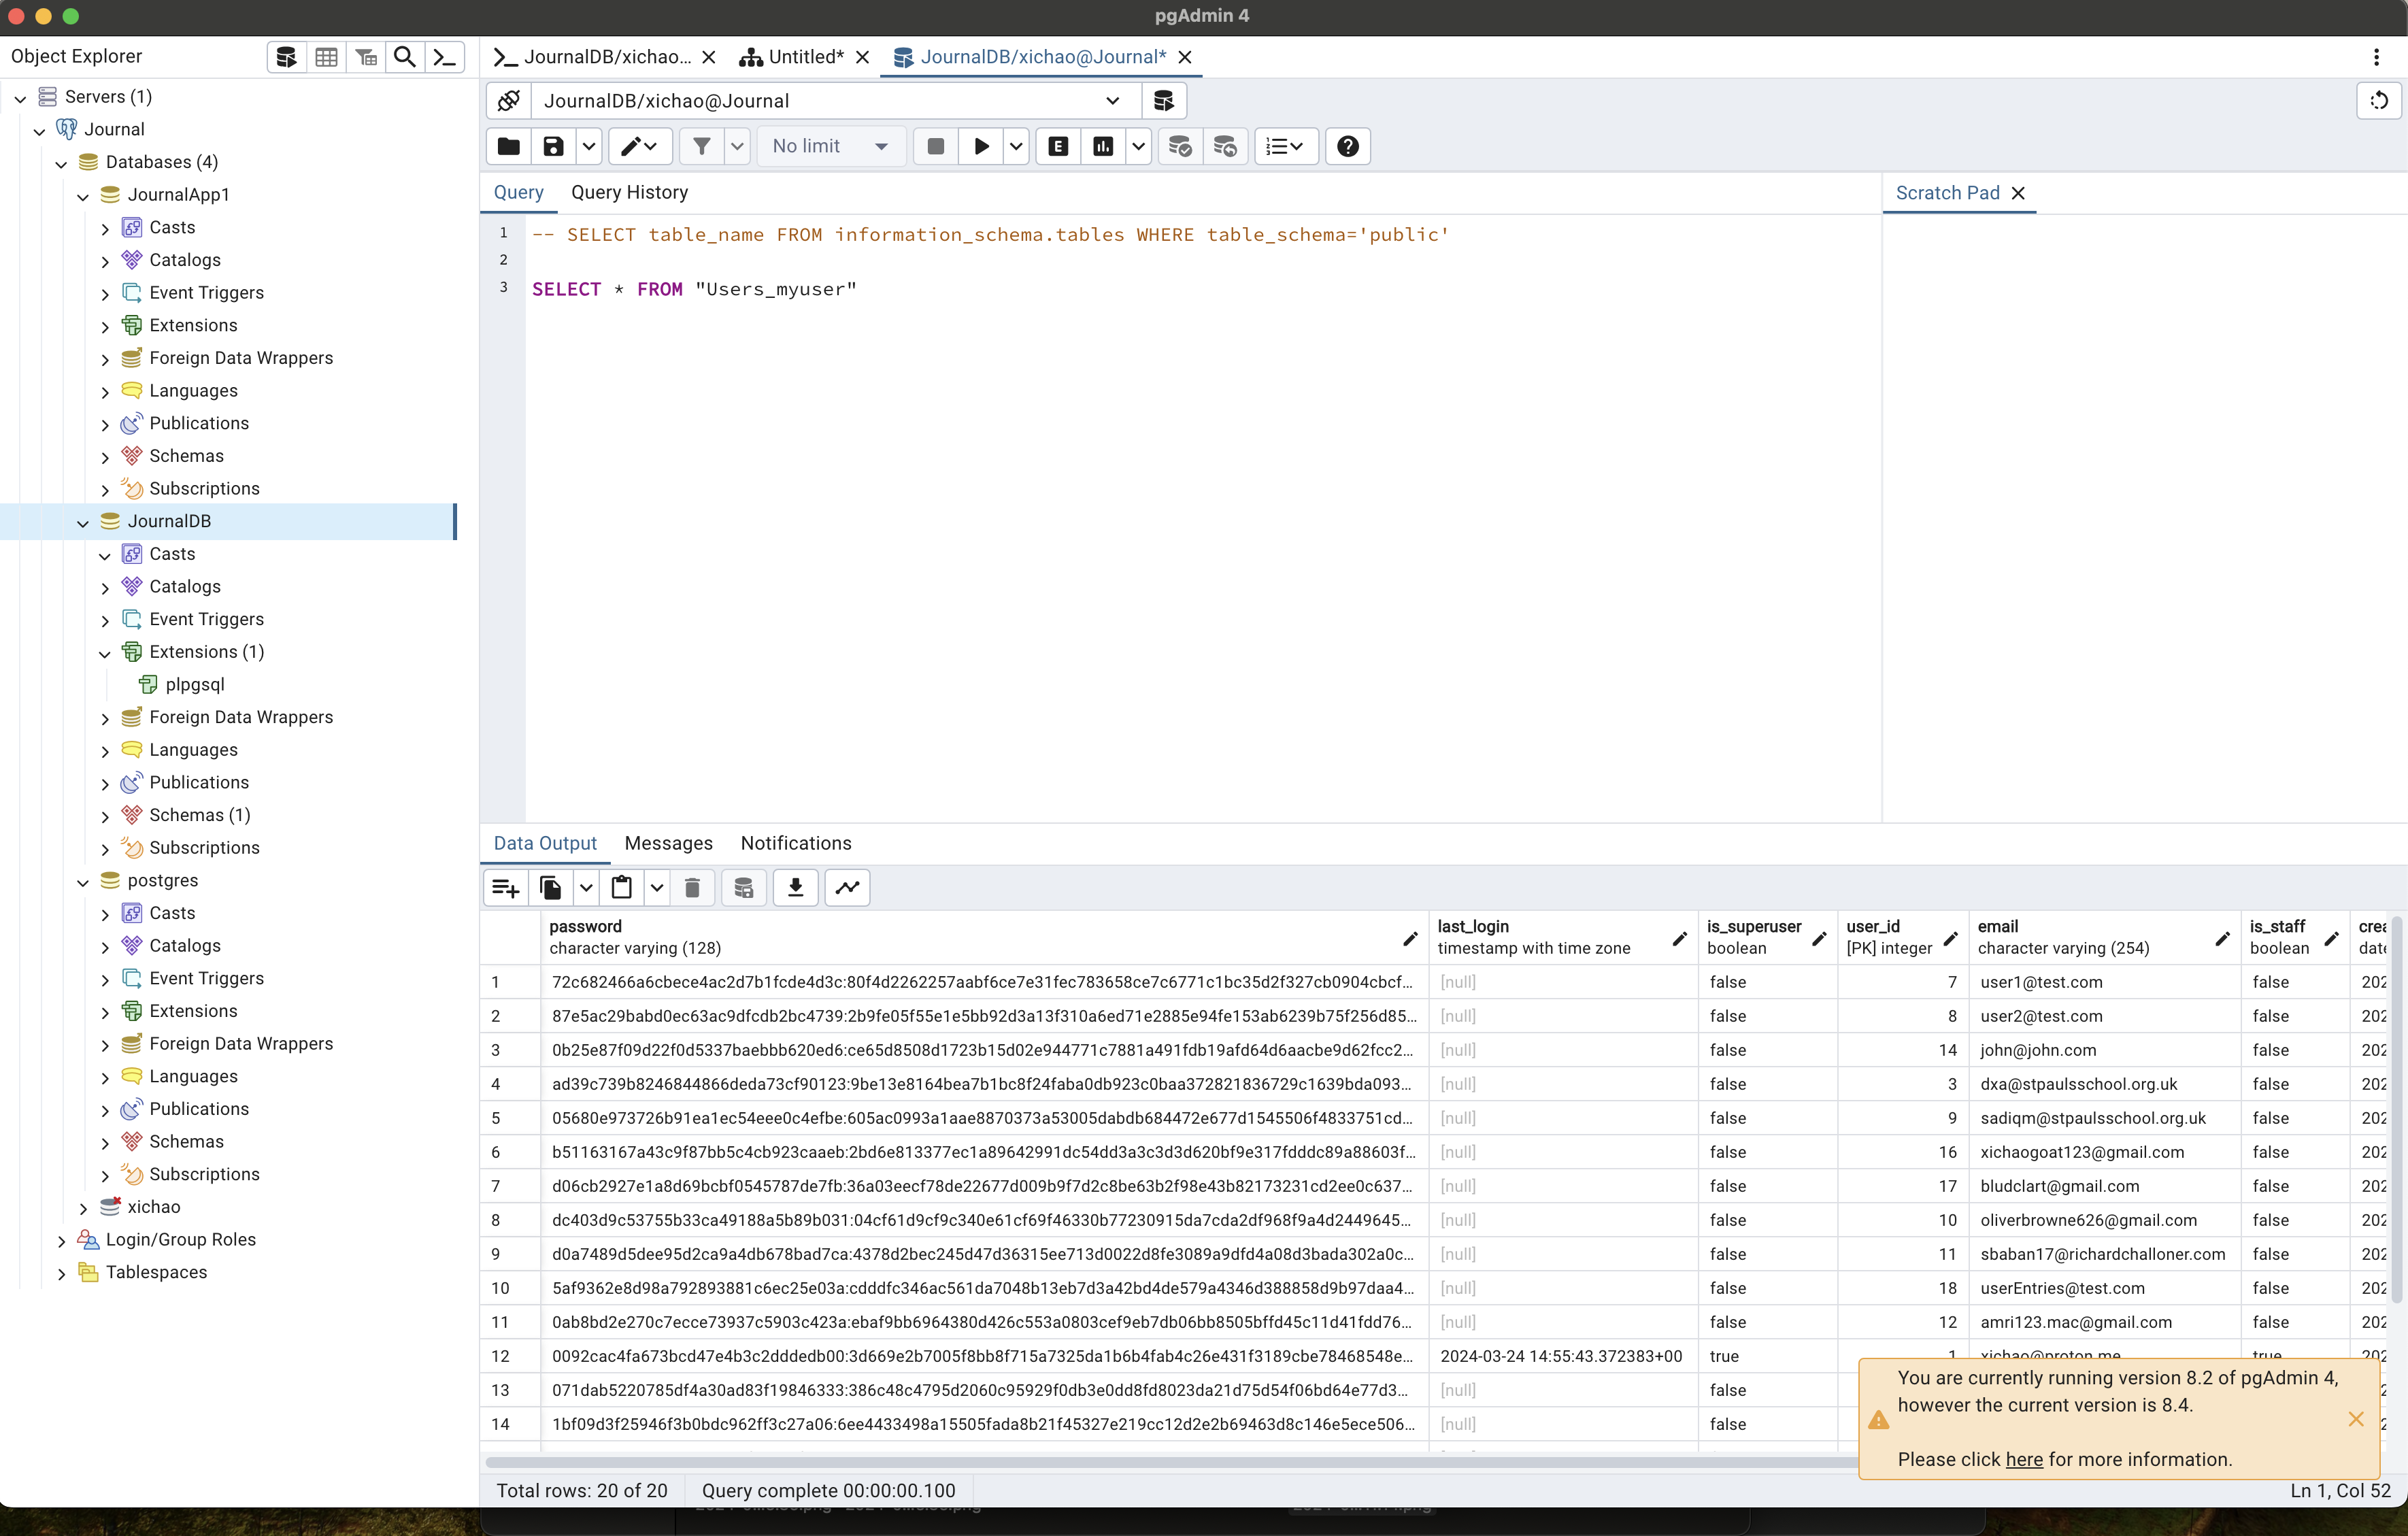 pgAdmin 4
Object Explorer
JournalDB/xichao...
Untitled*
JournalDB/xichao@Journal*
Servers (1)
Journal
Databases (4)
JournalApp1
Casts
Catalogs
Event Triggers
Extensions
Foreign Data Wrappers
Languages
Publications
Schemas
Subscriptions
JournalDB
Casts
Catalogs
Event Triggers
Extensions (1)
plpgsql
Foreign Data Wrappers
Languages
Publications
Schemas (1)
Subscriptions
postgres
Casts
Catalogs
Event Triggers
Extensions
Foreign Data Wrappers
Languages
Publications
Schemas
Subscriptions
xichao
Login/Group Roles
Tablespaces
JournalDB/xichao@Journal
No limit
E
Query Query History
Scratch Pad
1 -- SELECT table_name FROM information_schema.tables WHERE table_schema='public'
2
3 SELECT * FROM "Users_myuser"
Data Output Messages Notifications
password last_login is_superuser user_id email is_staff crea
character varying (128) timestamp with time zone boolean [PK] integer character varying (254) boolean date
1 72c682466a6cbece4ac2d7b1fcde4d3c:80f4d2262257aabf6ce7e31fec783658ce7c6771c1bc35d2f327cb0904cbcf... [null] false 7 user1@test.com false 202
2 87e5ac29babd0ec63ac9dfcdb2bc4739:2b9fe05f55e1e5bb92d3a13f310a6ed71e2885e94fe153ab6239b75f256d85... [null] false 8 user2@test.com false 202
3 0b25e87f09d22f0d5337baebbb620ed6:ce65d8508d1723b15d02e944771c7881a491fdb19afd64d6aacbe9d62fcc2... [null] false 14 john@john.com false 202
4 ad39c739b8246844866deda73cf90123:9be13e8164bea7b1bc8f24faba0db923c0baa372821836729c1639bda093... [null] false 3 dxa@stpaulsschool.org.uk false 202
5 05680e973726b91ea1ec54eee0c4efbe:605ac0993a1aae8870373a53005dabdb684472e677d1545506f4833751cd... [null] false 9 sadiqm@stpaulsschool.org.uk false 202
6 b51163167a43c9f87bb5c4cb923caaeb:2bd6e813377ec1a89642991dc54dd3a3c3d3d620bf9e317fdddc89a88603f... [null] false 16 xichaogoat123@gmail.com false 202
7 d06cb2927e1a8d69bcbf0545787de7fb:36a03eecf78de22677d009b9f7d2c8be63b2f98e43b82173231cd2ee0c637... [null] false 17 bludclart@gmail.com false 202
8 dc403d9c53755b33ca49188a5b89b031:04cf61d9cf9c340e61cf69f46330b77230915da7cda2df968f9a4d2449645... [null] false 10 oliverbrowne626@gmail.com false 202
9 d0a7489d5dee95d2ca9a4db678bad7ca:4378d2bec245d47d36315ee713d0022d8fe3089a9dfd4a08d3bada302a0c... [null] false 11 sbaban17@richardchalloner.com false 202
10 5af9362e8d98a792893881c6ec25e03a:cdddfc346ac561da7048b13eb7d3a42bd4de579a4346d388858d9b97daa4... [null] false 18 userEntries@test.com false 202
11 0ab8bd2e270c7ecce73937c5903c423a:ebaf9bb6964380d426c553a0803cef9eb7db06bb8505bffd45c11d41fdd76... [null] false 12 amri123.mac@gmail.com false 202
12 0092cac4fa673bcd47e4b3c2dddedb00:3d669e2b7005f8bb8f715a7325da1b6b4fab4c26e431f3189cbe78468548e... 2024-03-24 14:55:43.372383+00 true 1 xichao@proton.me true 202
13 071dab5220785df4a30ad83f19846333:386c48c4795d2060c95929f0db3e0dd8fd8023da21d75d54f06bd64e77d3... [null] false
14 1bf09d3f25946f3b0bdc962ff3c27a06:6ee4433498a15505fada8b21f45327e219cc12d2e2b69463d8c146e5ece506... [null] false
You are currently running version 8.2 of pgAdmin 4,
however the current version is 8.4.
Please click here for more information.
Total rows: 20 of 20 Query complete 00:00:00.100 Ln 1, Col 52